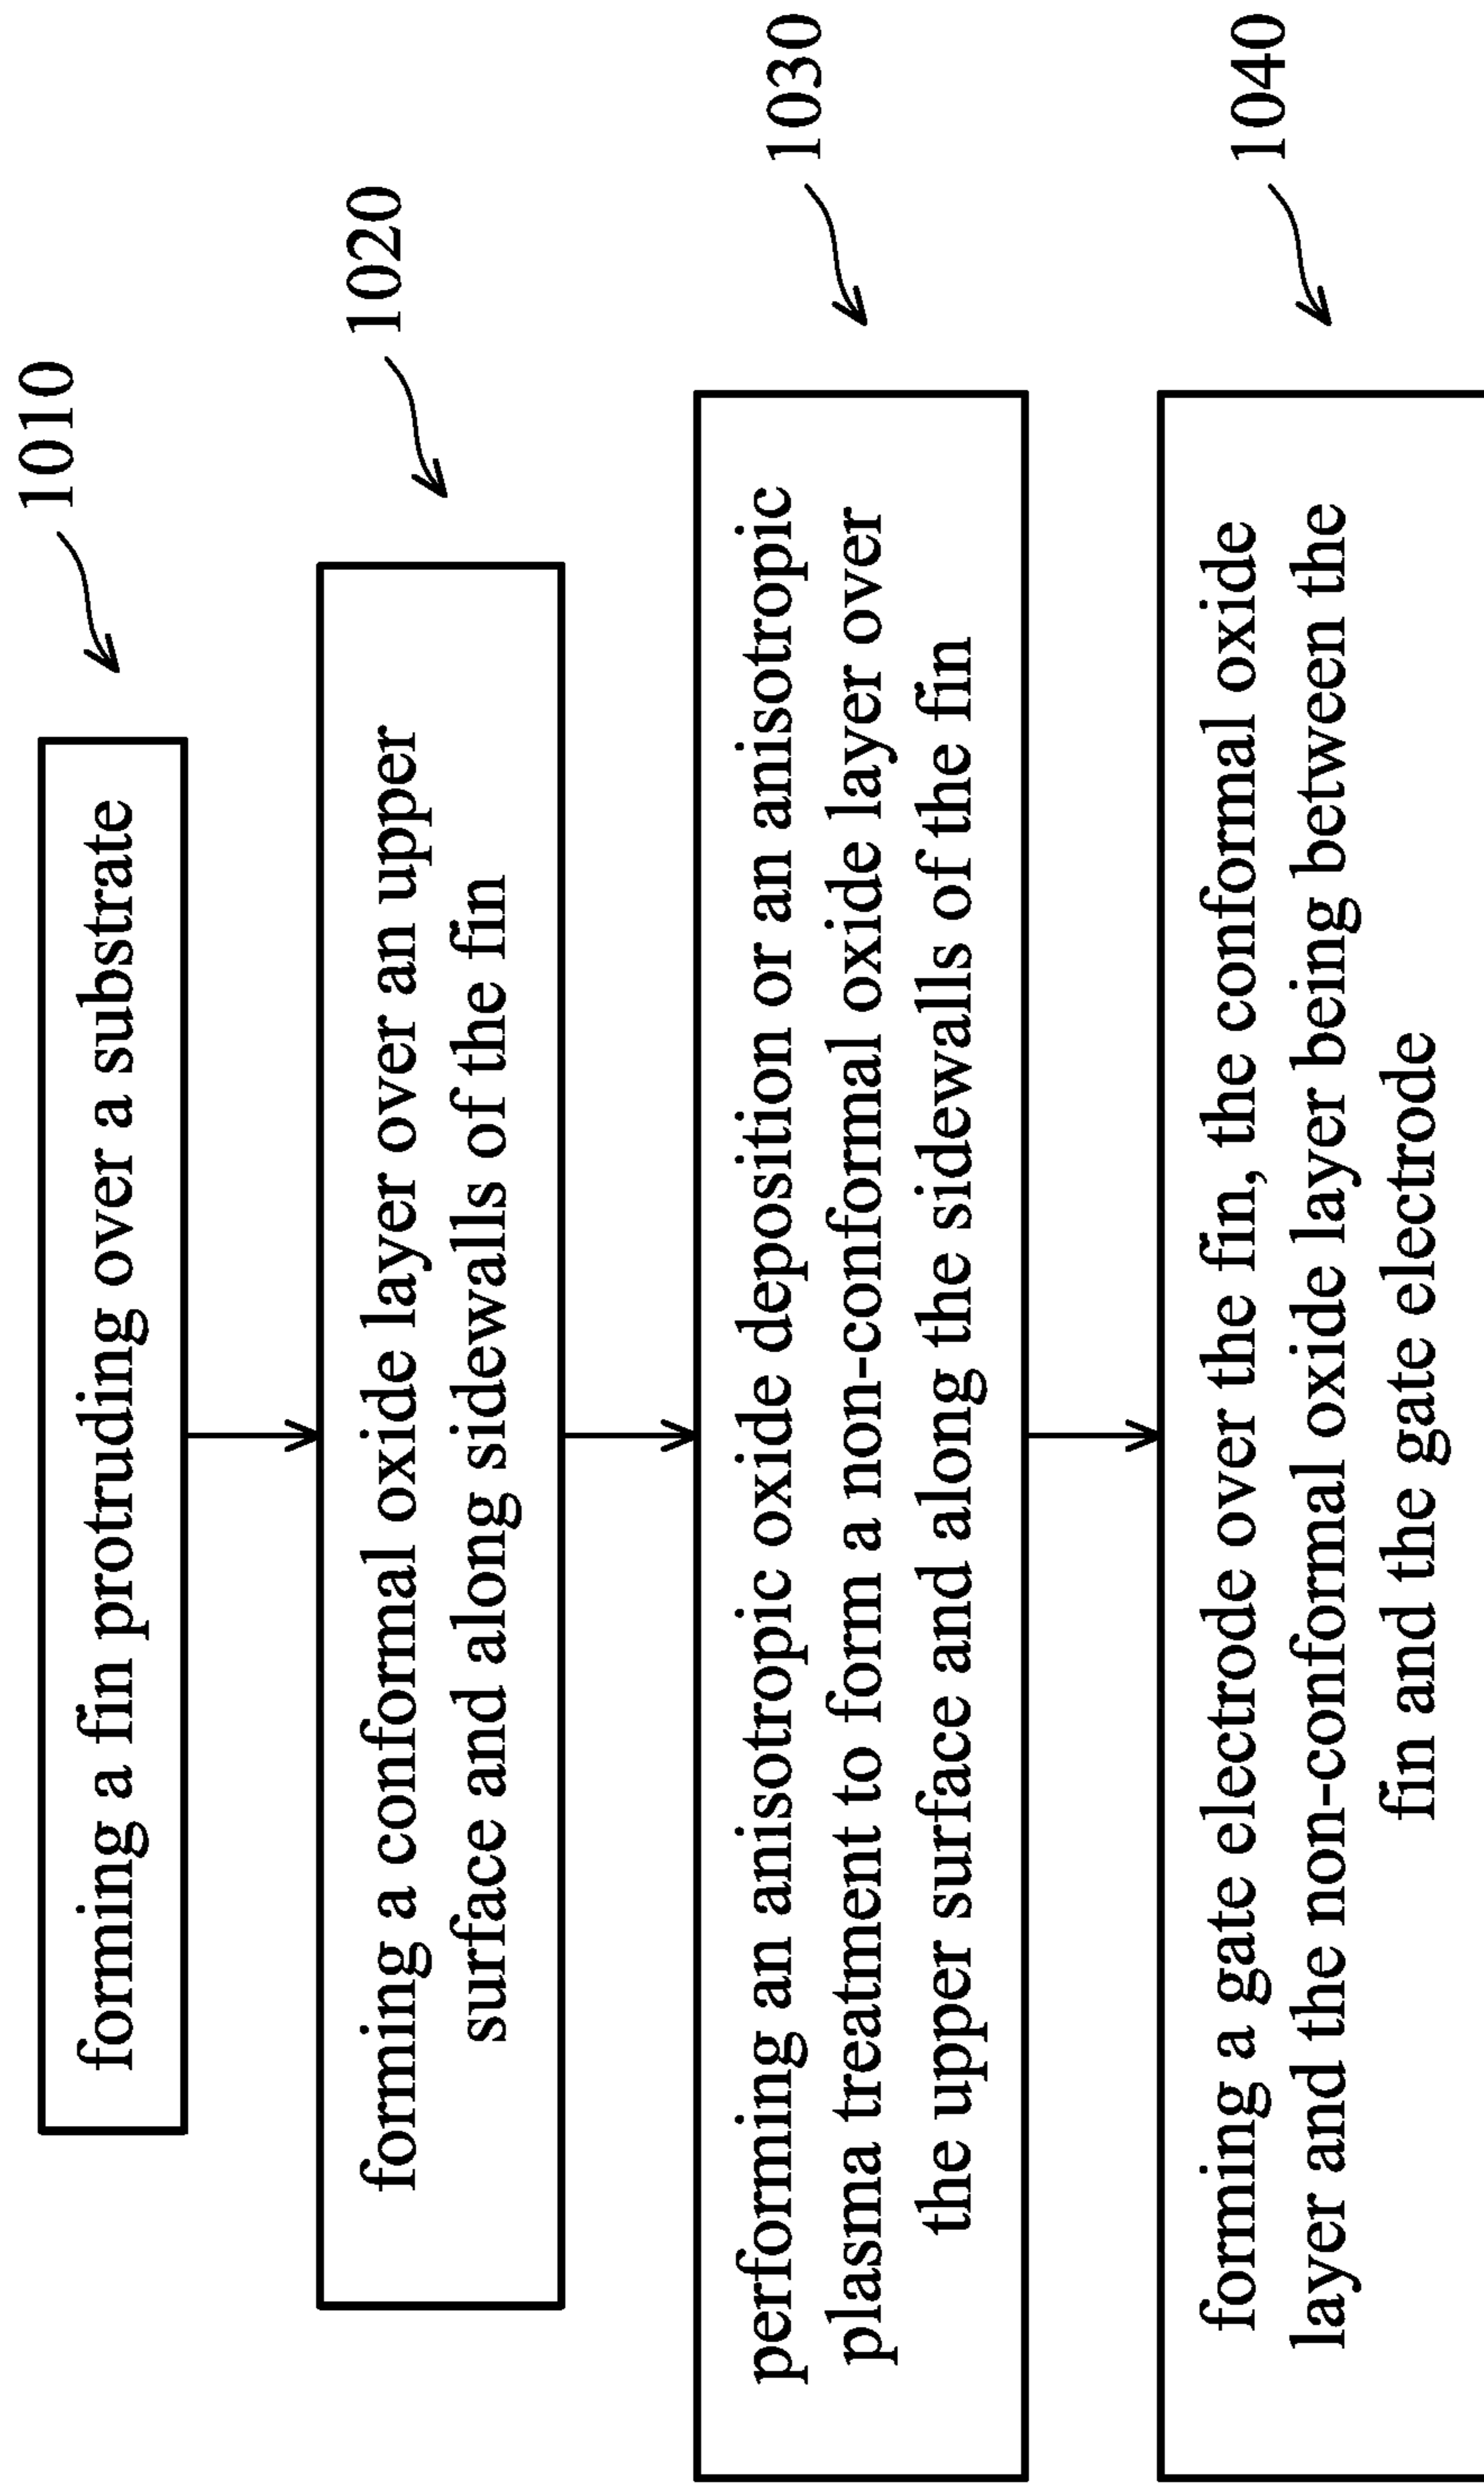 1010
forming a fin protruding over a substrate
1020
forming a conformal oxide layer over an upper
surface and along sidewalls of the fin
1030
performing an anisotropic oxide deposition or an anisotropic
plasma treatment to form a non-conformal oxide layer over
the upper surface and along the sidewalls of the fin
1040
forming a gate electrode over the fin, the conformal oxide
layer and the non-conformal oxide layer being between the
fin and the gate electrode